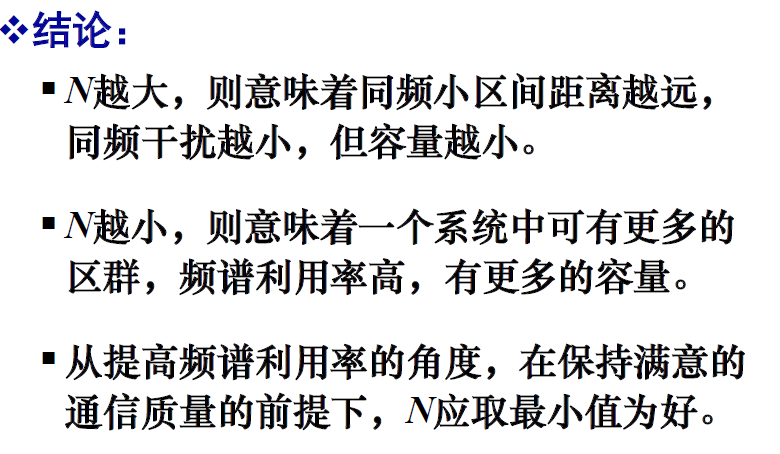 ❖结论：
▪N越大，则意味着同频小区间距离越远，
同频干扰越小，但容量越小。
▪N越小，则意味着一个系统中可有更多的
区群，频谱利用率高，有更多的容量。
▪从提高频谱利用率的角度，在保持满意的
通信质量的前提下，N应取最小值为好。